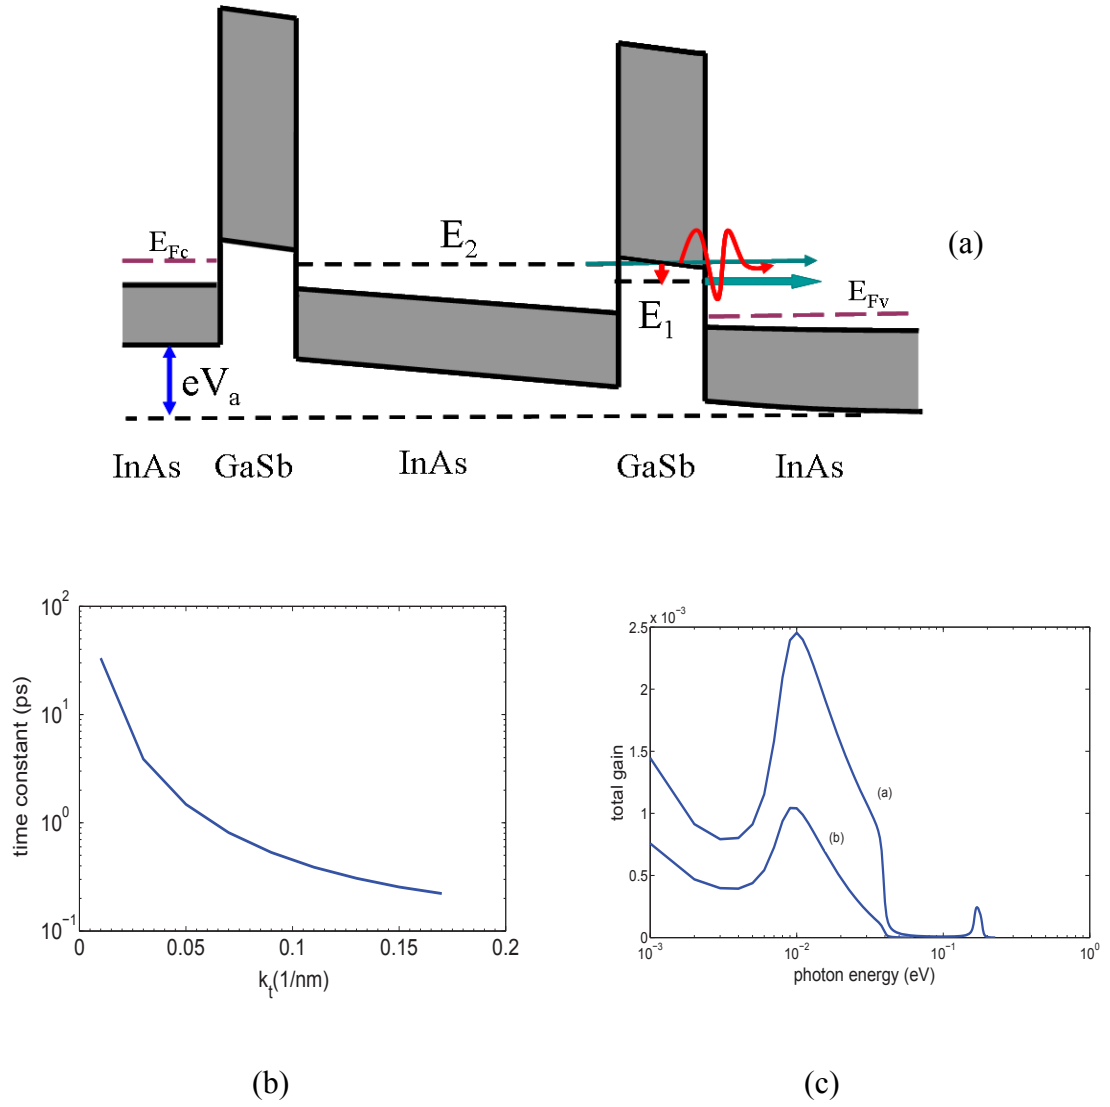 E_Fc
E_2
(a)
E_1
E_Fv
eV_a
InAs GaSb InAs GaSb InAs
10^2
10^1
10^0
10^−1
time constant (ps)
0 0.05 0.1 0.15 0.2
k_t(1/nm)
x 10^−3
2.5
2
1.5
1
0.5
0
total gain
(a)
(b)
10^−3 10^−2 10^−1 10^0
photon energy (eV)
(b) (c)